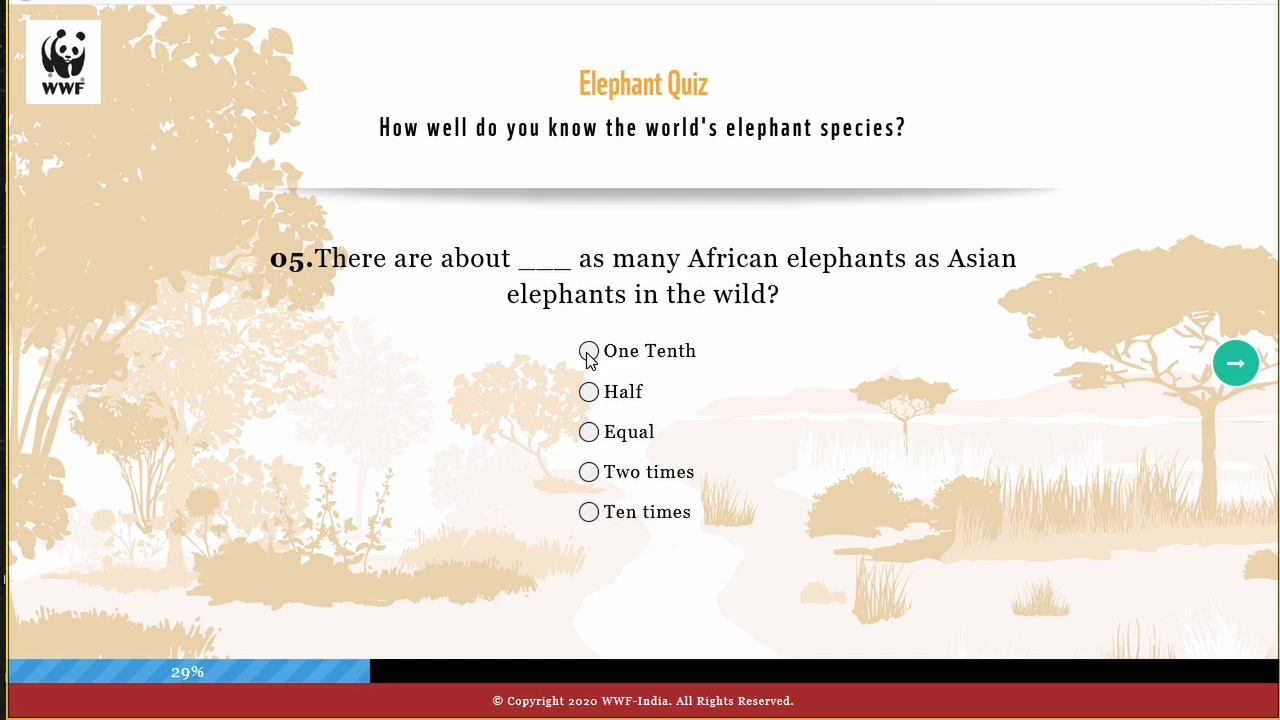 WWF
Elephant Quiz
How well do you know the world's elephant species?
05.There are about ___ as many African elephants as Asian
elephants in the wild?
One Tenth
Half
Equal
Two times
Ten times
29%
© Copyright 2020 WWF-India. All Rights Reserved.